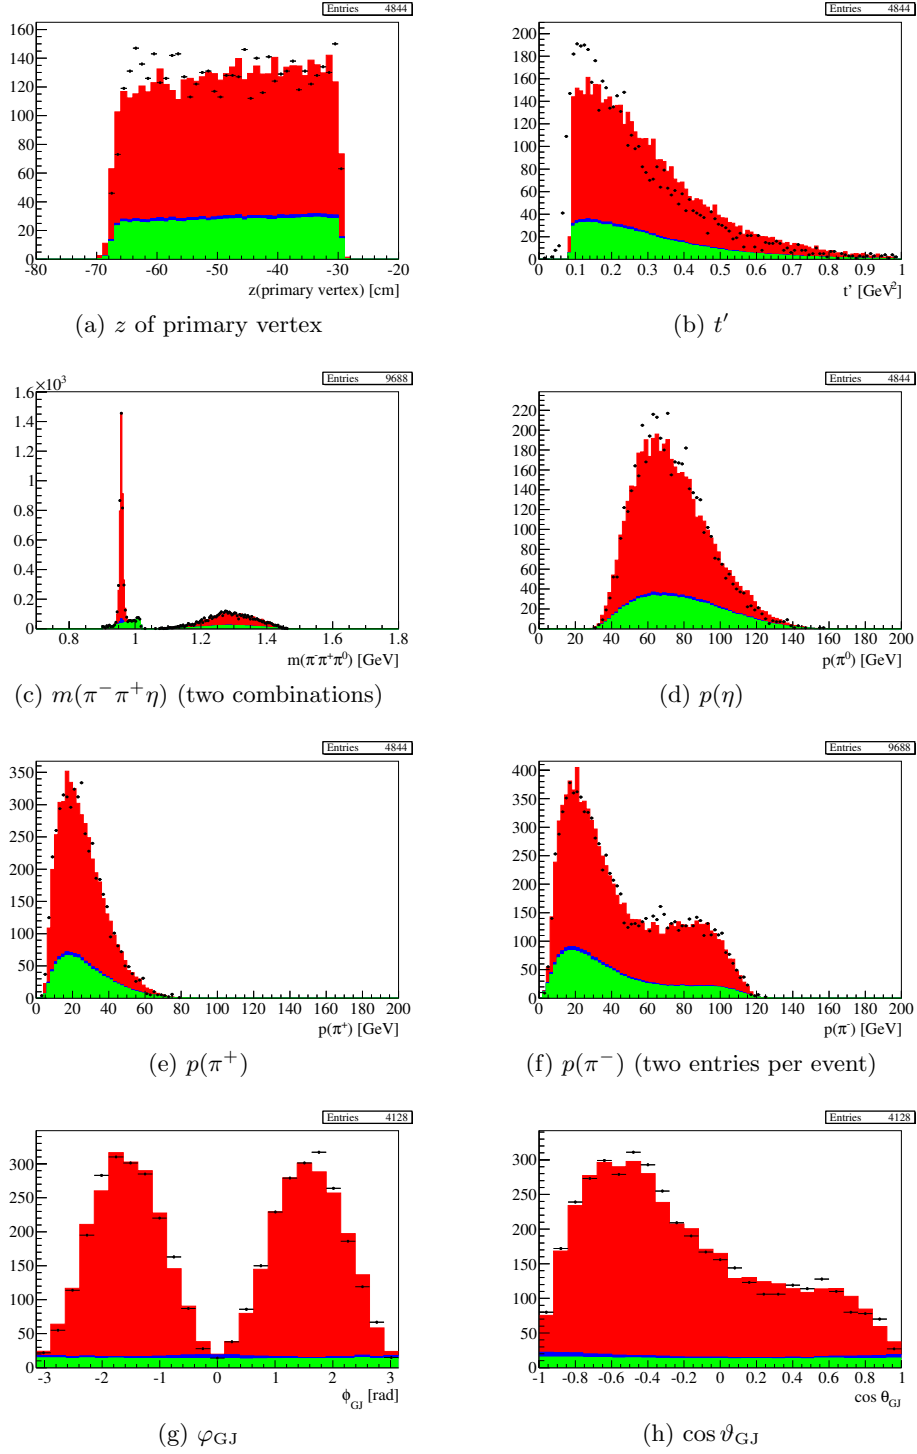 Entries 4844
160
140
120
100
80
60
40
20
0
-80 -70 -60 -50 -40 -30 -20
z(primary vertex) [cm]
(a) z of primary vertex
Entries 4844
200
180
160
140
120
100
80
60
40
20
0
0 0.1 0.2 0.3 0.4 0.5 0.6 0.7 0.8 0.9 1
t' [GeV²]
(b) t′
Entries 9688
×10³
1.6
1.4
1.2
1
0.8
0.6
0.4
0.2
0
0.8 1 1.2 1.4 1.6 1.8
m(π⁻π⁺π⁰) [GeV]
(c) m(π⁻π⁺η) (two combinations)
Entries 4844
220
200
180
160
140
120
100
80
60
40
20
0
0 20 40 60 80 100 120 140 160 180 200
p(π⁰) [GeV]
(d) p(η)
Entries 4844
350
300
250
200
150
100
50
0
0 20 40 60 80 100 120 140 160 180 200
p(π⁺) [GeV]
(e) p(π⁺)
Entries 9688
400
350
300
250
200
150
100
50
0
0 20 40 60 80 100 120 140 160 180 200
p(π⁻) [GeV]
(f) p(π⁻) (two entries per event)
Entries 4128
300
250
200
150
100
50
0
-3 -2 -1 0 1 2 3
ϕ_GJ [rad]
(g) φ_GJ
Entries 4128
300
250
200
150
100
50
0
-1 -0.8 -0.6 -0.4 -0.2 0 0.2 0.4 0.6 0.8 1
cos θ_GJ
(h) cos ϑ_GJ